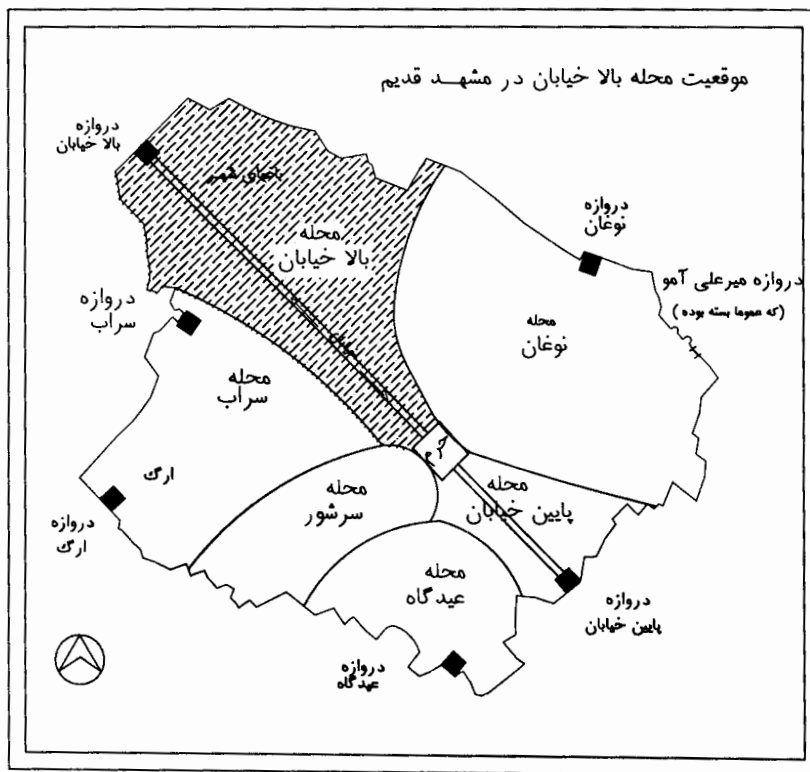 موقعیت محله بالا خیابان در مشهد قدیم
دروازه
بالا خیابان
باغهای شهر
محله
بالا خیابان
دروازه
نوغان
دروازه میرعلی آمو
(که عموما بسته بوده)
محله
نوغان
دروازه
سراب
محله
سراب
حرم
ارگ
دروازه
ارگ
محله
سرشور
محله
پایین خیابان
محله
عیدگاه
دروازه
پایین خیابان
دروازه
عیدگاه